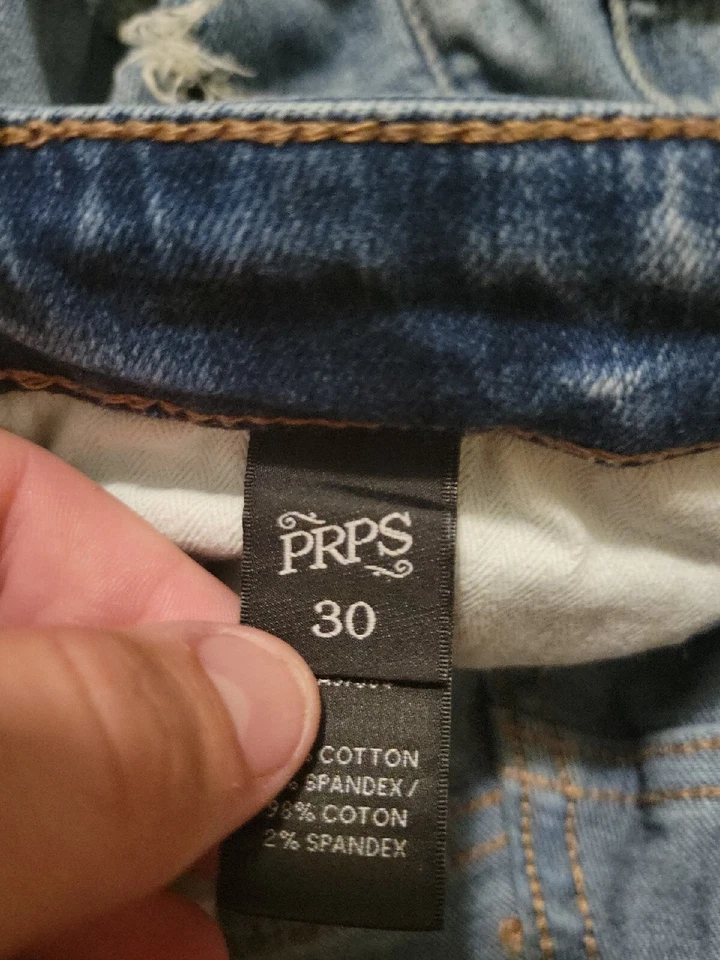 PRPS
30
% COTTON
% SPANDEX/
98% COTON
2% SPANDEX